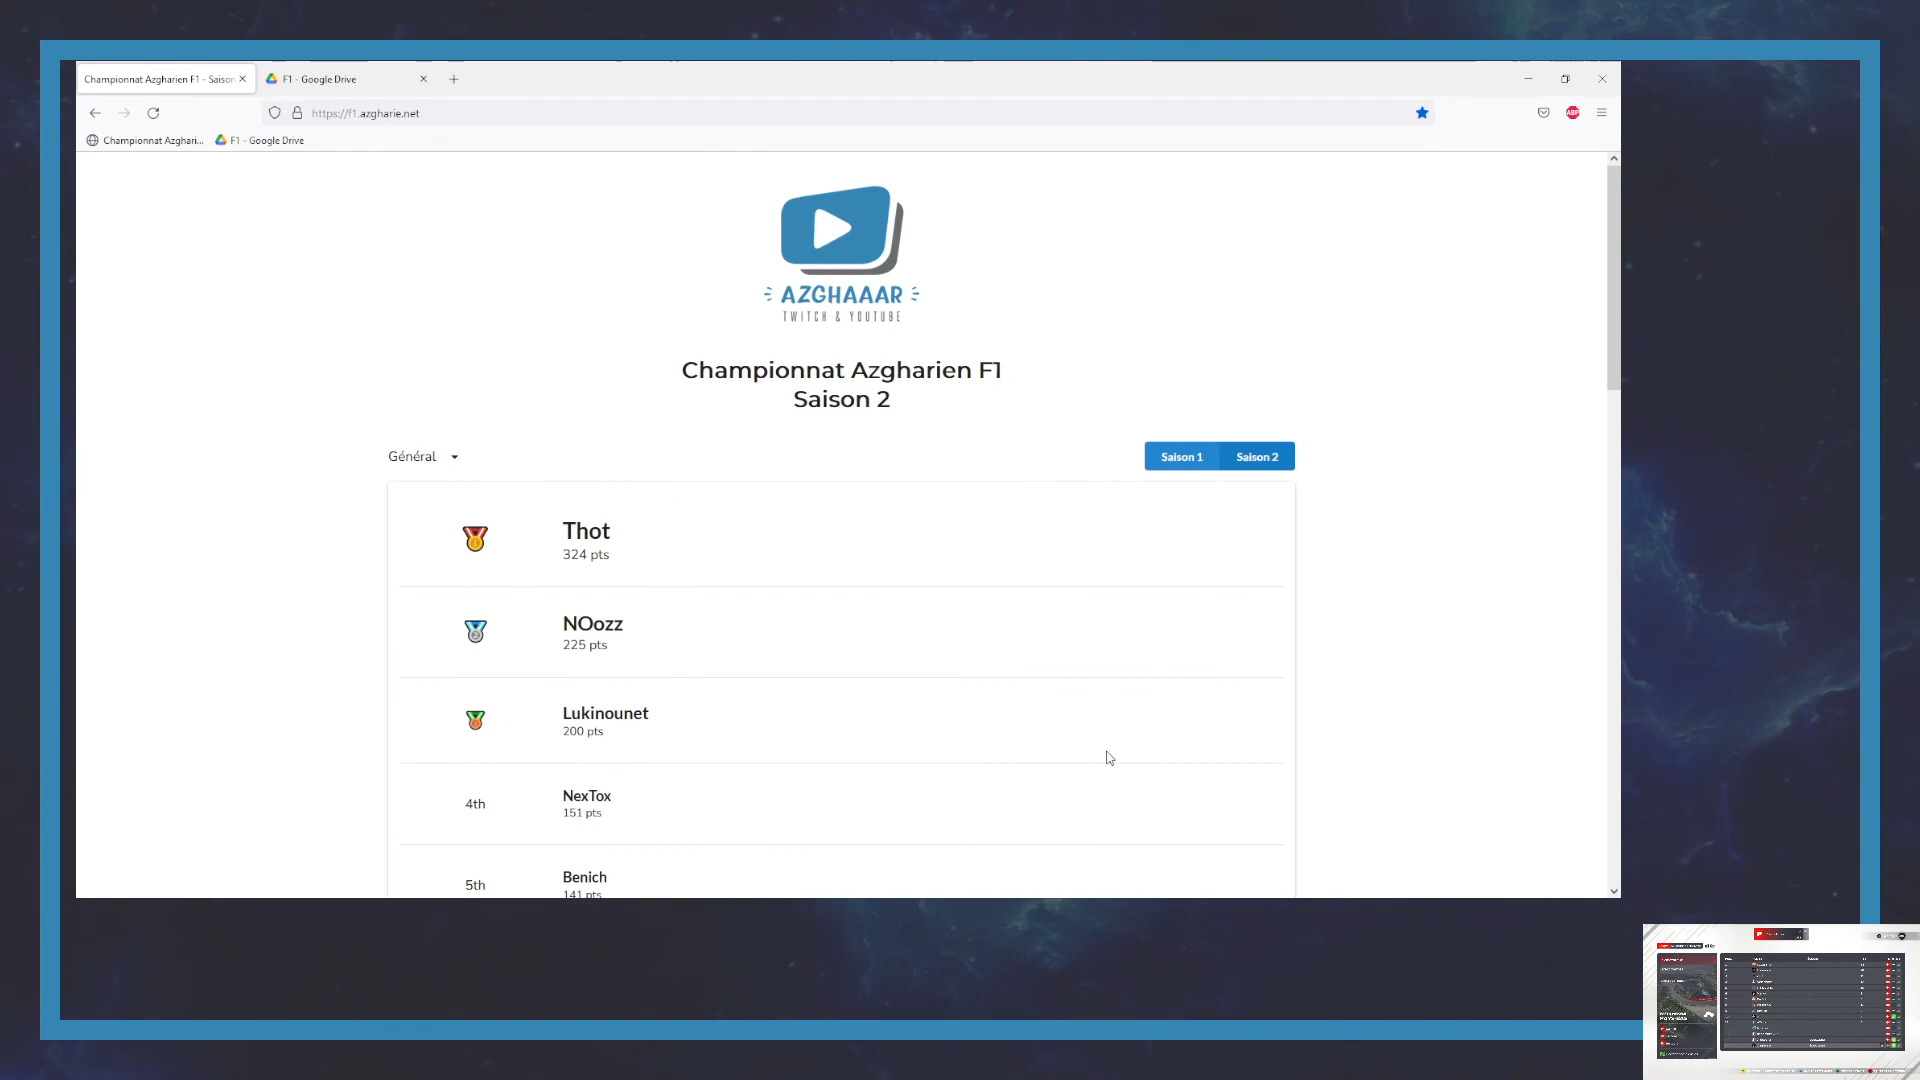 Championnat Azgharien F1 - Saison
F1 - Google Drive
https://f1.azgharie.net
Championnat Azghari...
F1 - Google Drive
AZGHAAAR
TWITCH & YOUTUBE
Championnat Azgharien F1
Saison 2
Général
Saison 1
Saison 2
Thot
324 pts
NOozz
225 pts
Lukinounet
200 pts
4th
NexTox
151 pts
5th
Benich
141 pts